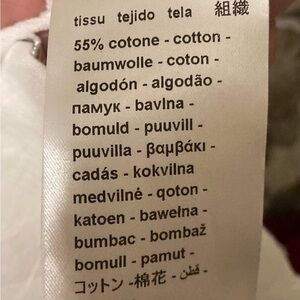 tissu tejido tela 組織
55% cotone - cotton -
baumwolle - coton -
algodón - algodão -
памук - bavlna -
bomuld - puuvill -
puuvilla - βαμβάκι -
cadás - kokvilna
medvilnė - qoton -
katoen - bawełna -
bumbac - bombaž
bomull - pamut -
コットン -棉花 - قطن -